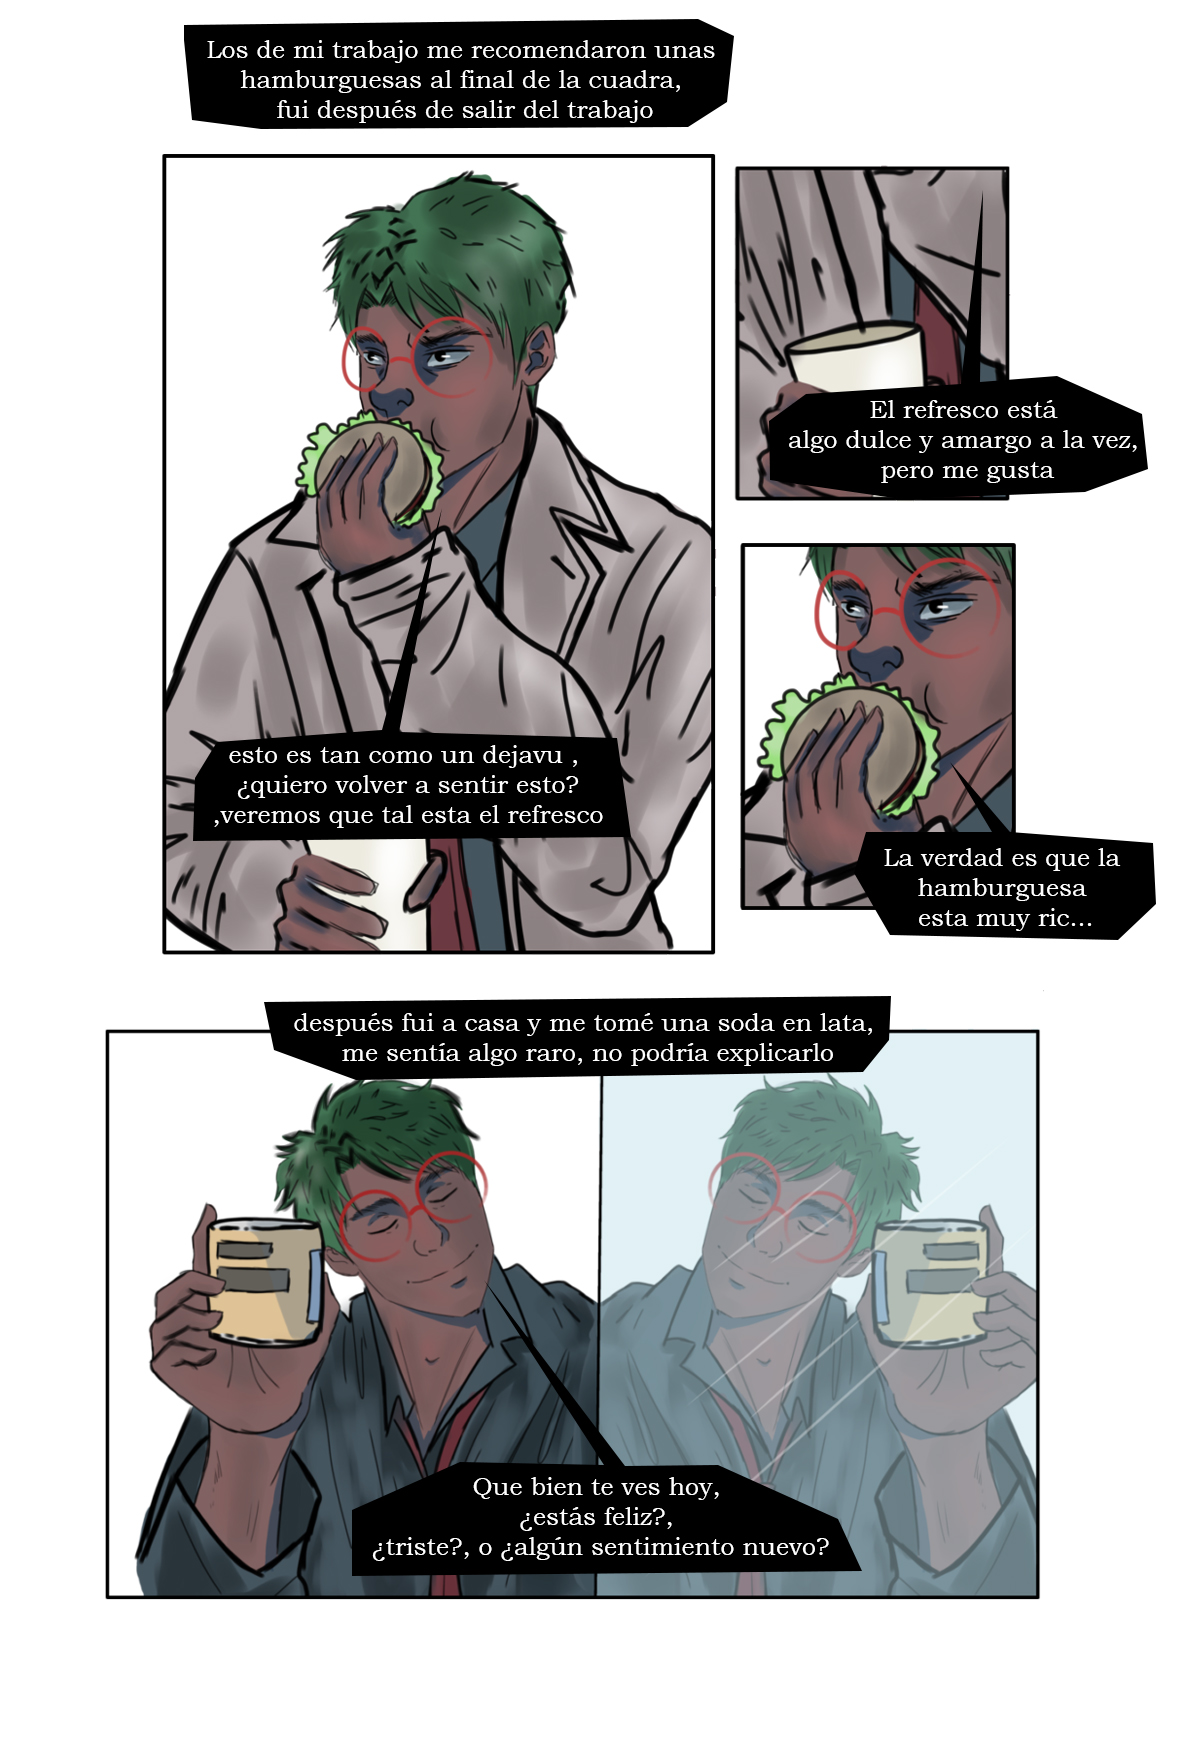 Los de mi trabajo me recomendaron unas
hamburguesas al final de la cuadra,
fui después de salir del trabajo
esto es tan como un dejavu ,
¿quiero volver a sentir esto?
,veremos que tal esta el refresco
El refresco está
algo dulce y amargo a la vez,
pero me gusta
La verdad es que la
hamburguesa
esta muy ric...
después fui a casa y me tomé una soda en lata,
me sentía algo raro, no podría explicarlo
Que bien te ves hoy,
¿estás feliz?,
¿triste?, o ¿algún sentimiento nuevo?